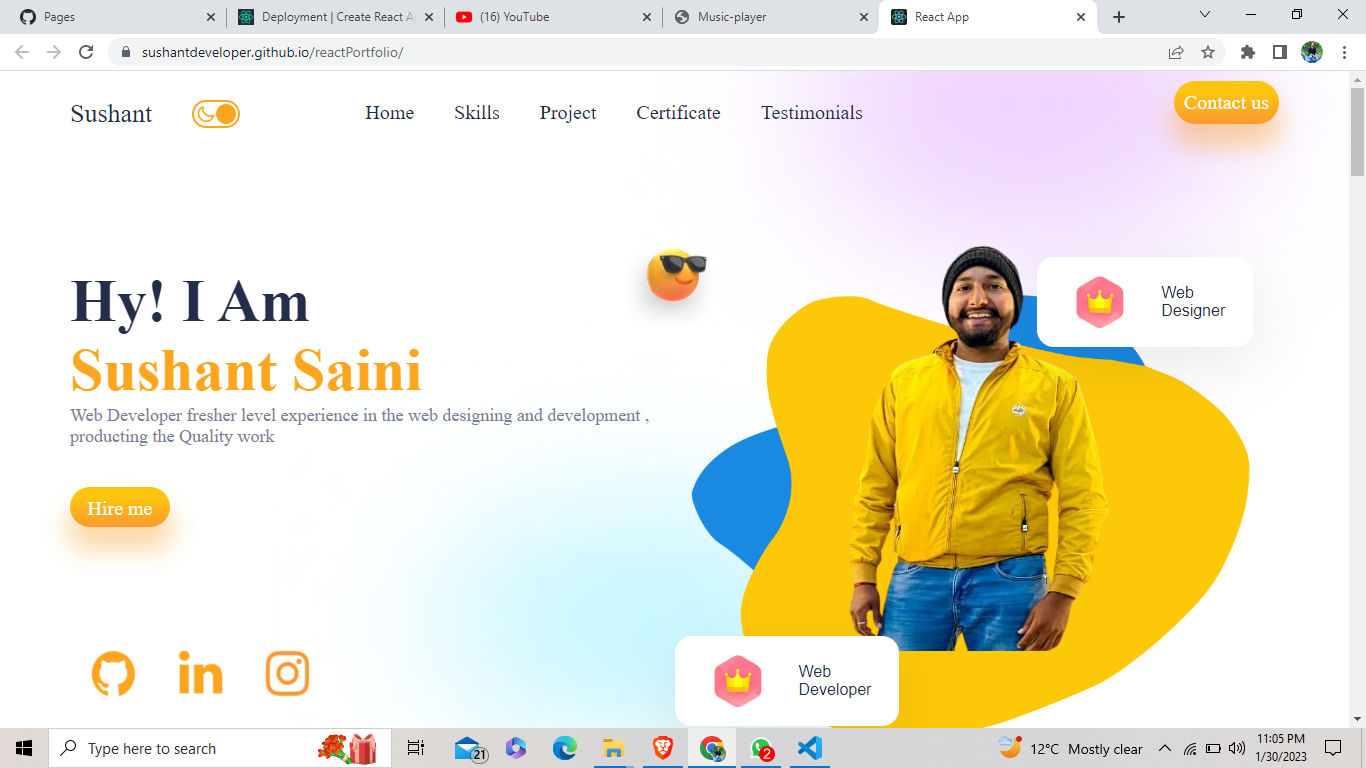 Pages
Deployment | Create React A
(16) YouTube
Music-player
React App
sushantdeveloper.github.io/reactPortfolio/
Sushant
Home
Skills
Project
Certificate
Testimonials
Contact us
Hy! I Am
Sushant Saini
Web Developer fresher level experience in the web designing and development ,
producting the Quality work
Hire me
Web
Designer
in
Web
Developer
Type here to search
21
2
12°C Mostly clear
11:05 PM
1/30/2023